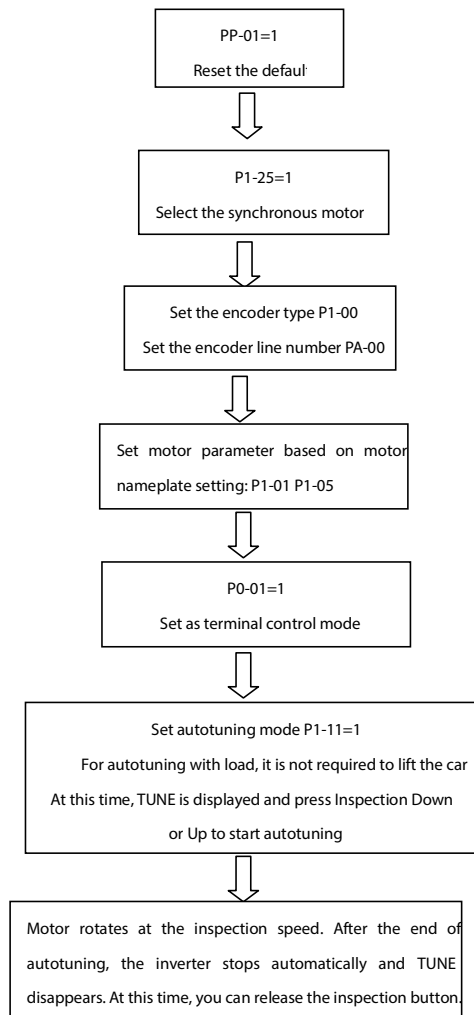 PP-01=1
Reset the defaul
P1-25=1
Select the synchronous motor
Set the encoder type P1-00
Set the encoder line number PA-00
Set motor parameter based on motor
nameplate setting: P1-01 P1-05
P0-01=1
Set as terminal control mode
Set autotuning mode P1-11=1
For autotuning with load, it is not required to lift the car
At this time, TUNE is displayed and press Inspection Down
or Up to start autotuning
Motor rotates at the inspection speed. After the end of
autotuning, the inverter stops automatically and TUNE
disappears. At this time, you can release the inspection button.